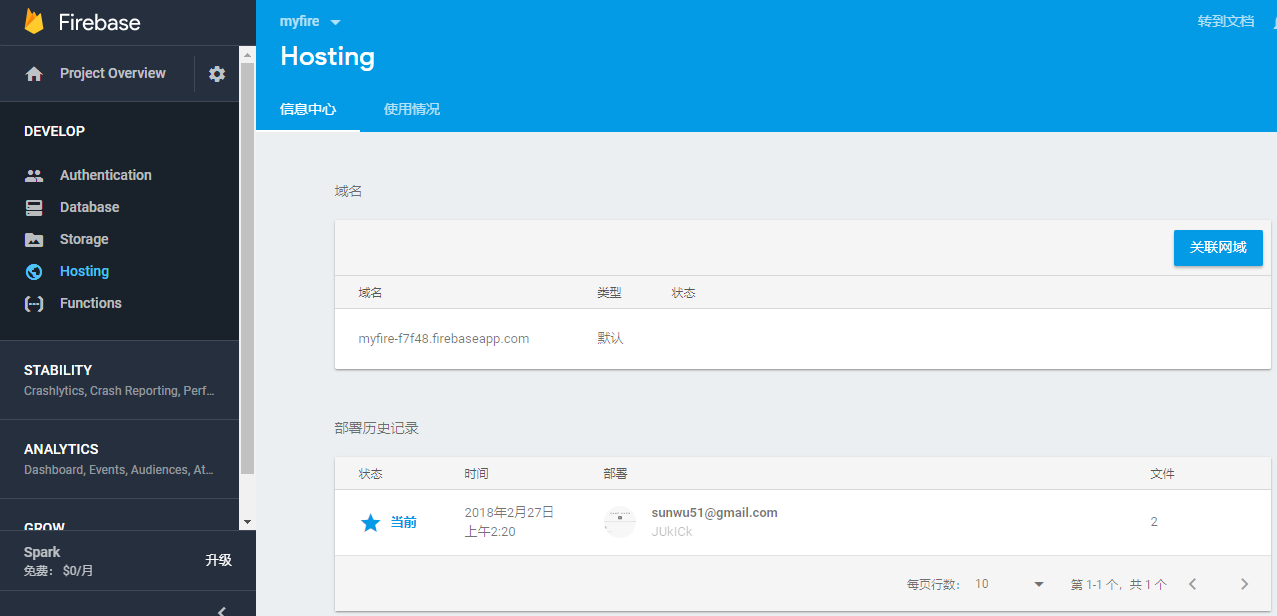 Firebase
Project Overview
DEVELOP
Authentication
Database
Storage
Hosting
Functions
STABILITY
Crashlytics, Crash Reporting, Perf...
ANALYTICS
Dashboard, Events, Audiences, At...
GROW
Spark
免费： $0/月
升级
myfire
转到文档
Hosting
信息中心
使用情况
域名
关联网域
域名 类型 状态
myfire-f7f48.firebaseapp.com 默认
部署历史记录
状态 时间 部署 文件
当前
2018年2月27日
上午2:20
sunwu51@gmail.com
JUkICk
2
每页行数： 10 第 1-1 个，共 1 个